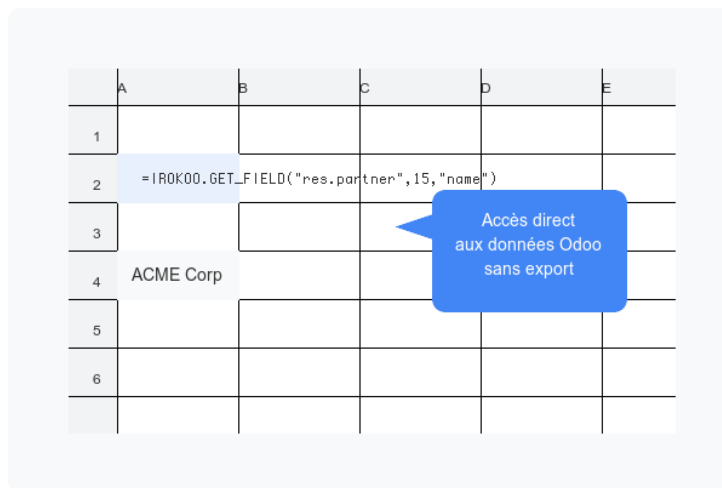 A B C D E
1
2 =IROKOO.GET_FIELD("res.partner",15,"name")
Accès direct
aux données Odoo
sans export
3
4 ACME Corp
5
6